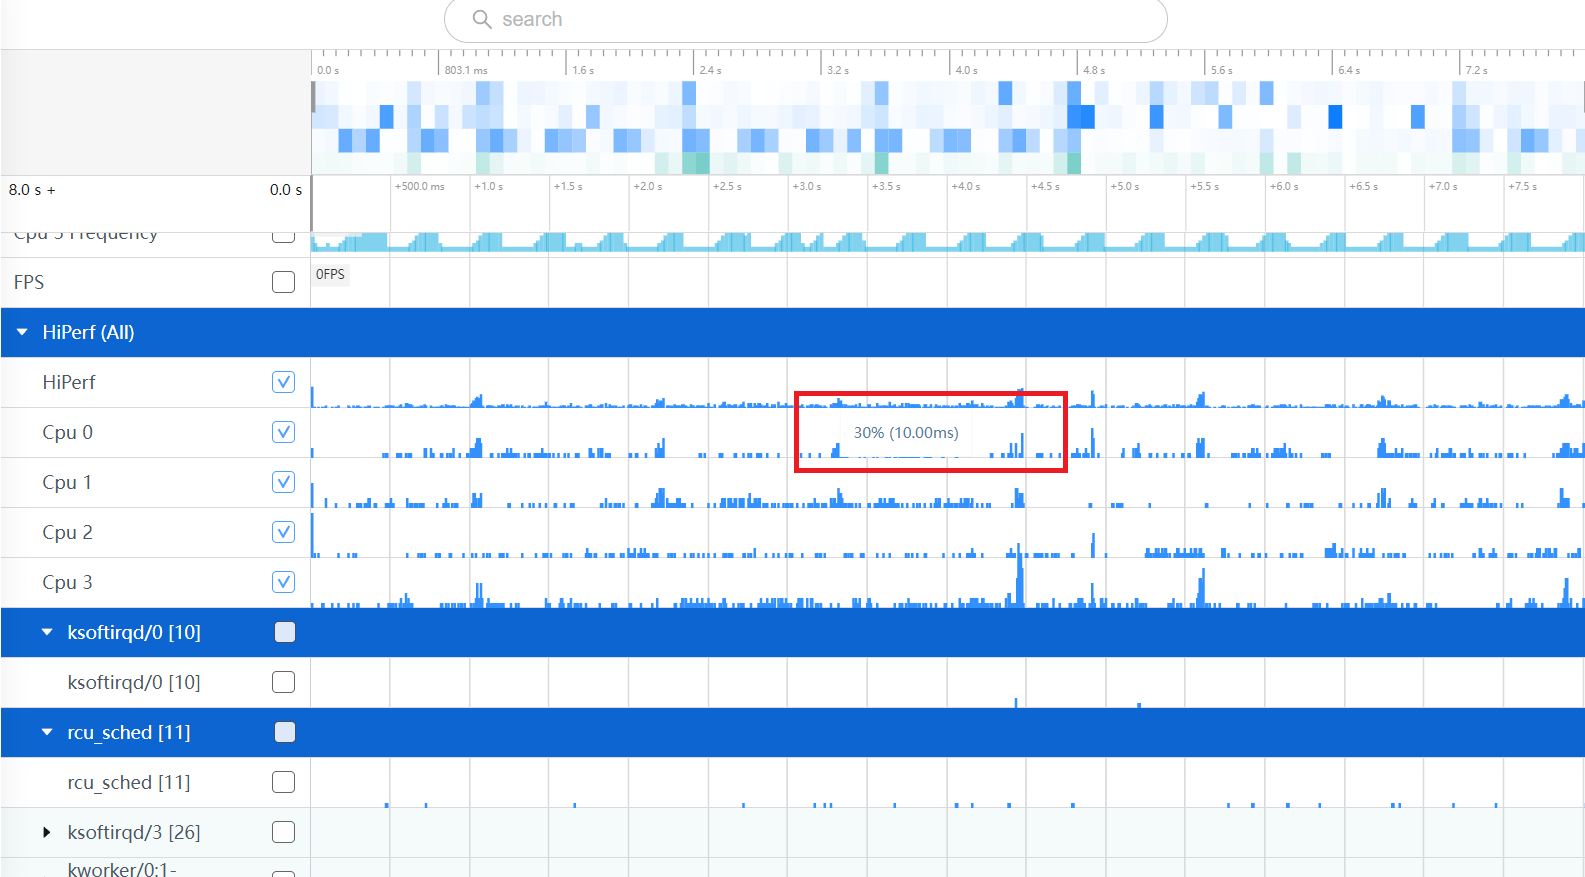 search
0.0 s 803.1 ms 1.6 s 2.4 s 3.2 s 4.0 s 4.8 s 5.6 s 6.4 s 7.2 s
8.0 s + 0.0 s +500.0 ms +1.0 s +1.5 s +2.0 s +2.5 s +3.0 s +3.5 s +4.0 s +4.5 s +5.0 s +5.5 s +6.0 s +6.5 s +7.0 s +7.5 s
Frequency
FPS 0FPS
HiPerf (All)
HiPerf
Cpu 0 30% (10.00ms)
Cpu 1
Cpu 2
Cpu 3
ksoftirqd/0 [10]
ksoftirqd/0 [10]
rcu_sched [11]
rcu_sched [11]
ksoftirqd/3 [26]
kworker/0:1-